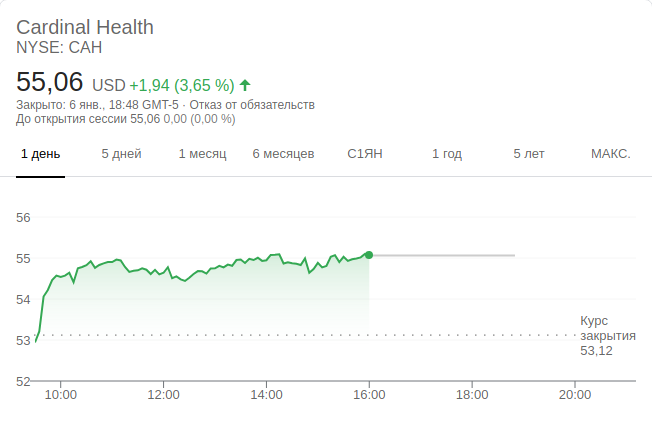 Cardinal Health
NYSE: CAH
55,06 USD +1,94 (3,65 %)
Закрыто: 6 янв., 18:48 GMT-5 · Отказ от обязательств
До открытия сессии 55,06 0,00 (0,00 %)
1 день 5 дней 1 месяц 6 месяцев С1ЯН 1 год 5 лет МАКС.
56
55
54
Курс
закрытия
53
53,12
52
10:00 12:00 14:00 16:00 18:00 20:00